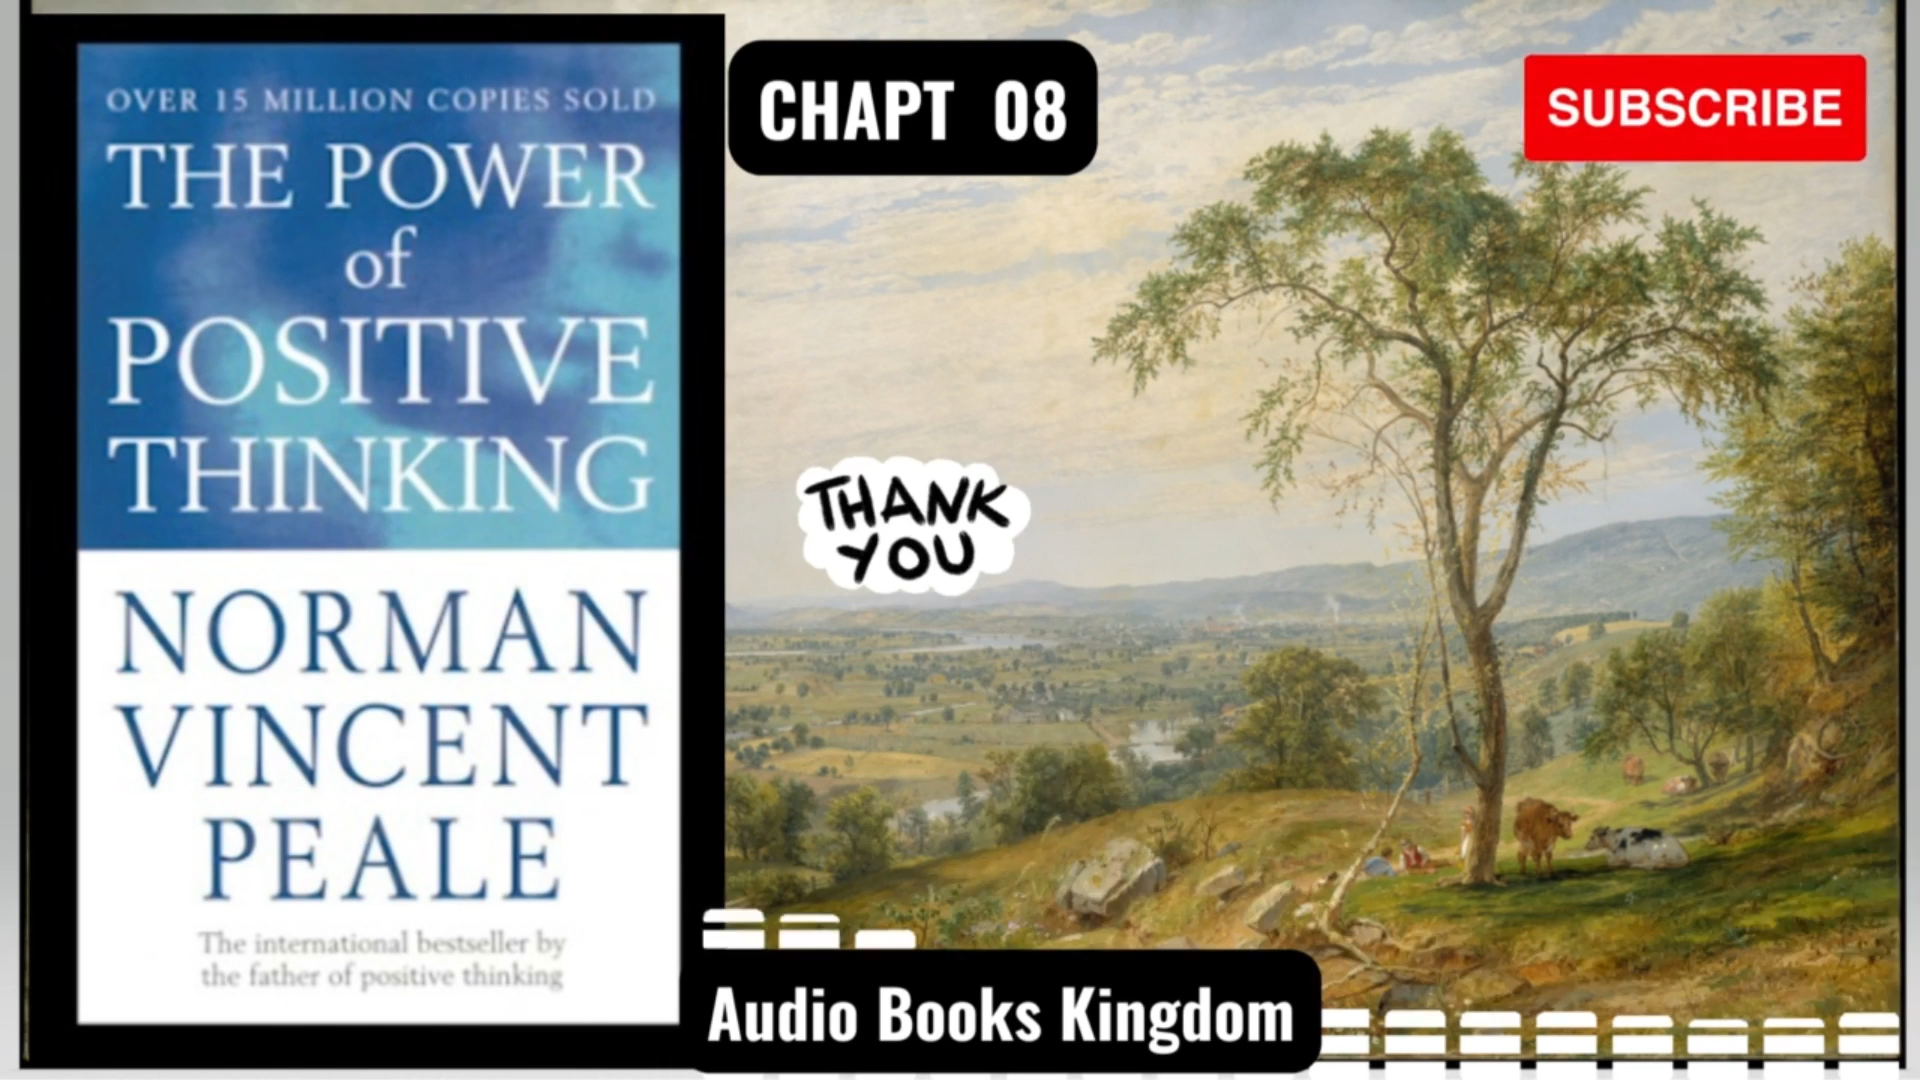 OVER 15 MILLION COPIES SOLD
THE POWER
of
POSITIVE
THINKING
NORMAN
VINCENT
PEALE
The international bestseller by
the father of positive thinking
CHAPT 08
SUBSCRIBE
THANK
YOU
Audio Books Kingdom